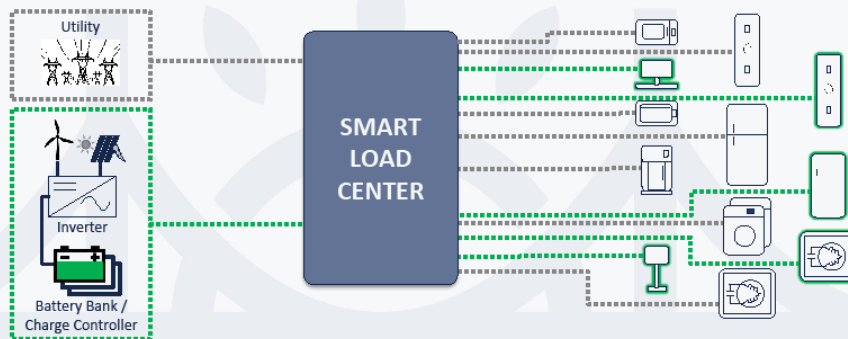 Utility
Inverter
Battery Bank /
Charge Controller
SMART
LOAD
CENTER